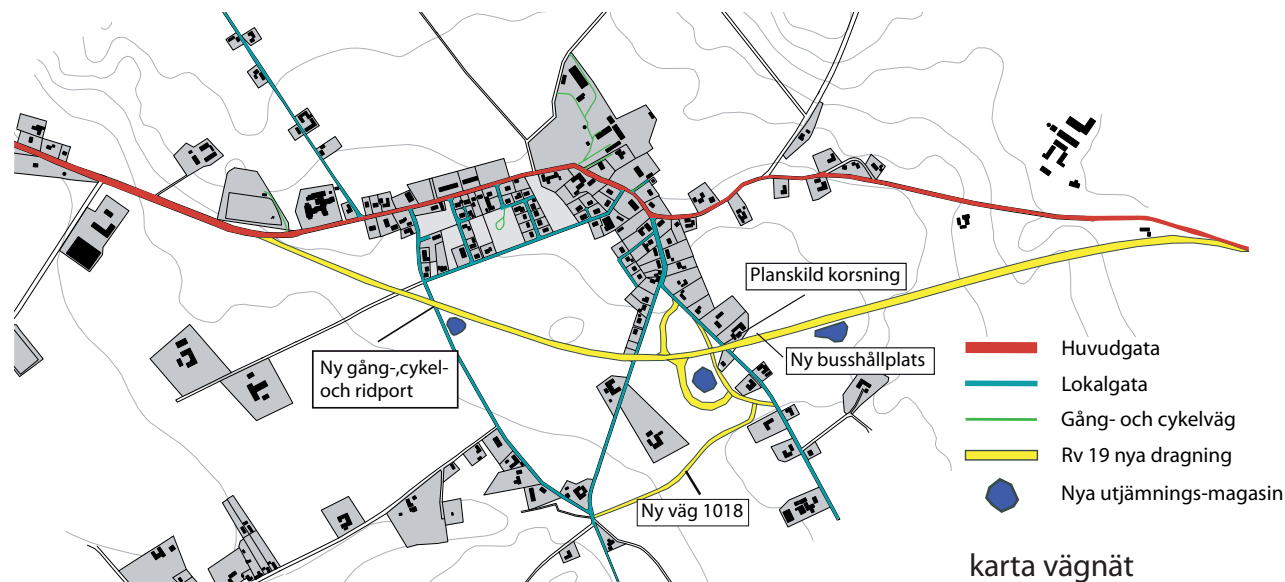 Planskild korsning
Ny gång-,cykel-
och ridport
Ny busshållplats
Ny väg 1018
Huvudgata
Lokalgata
Gång- och cykelväg
Rv 19 nya dragning
Nya utjämnings-magasin
karta vägnät